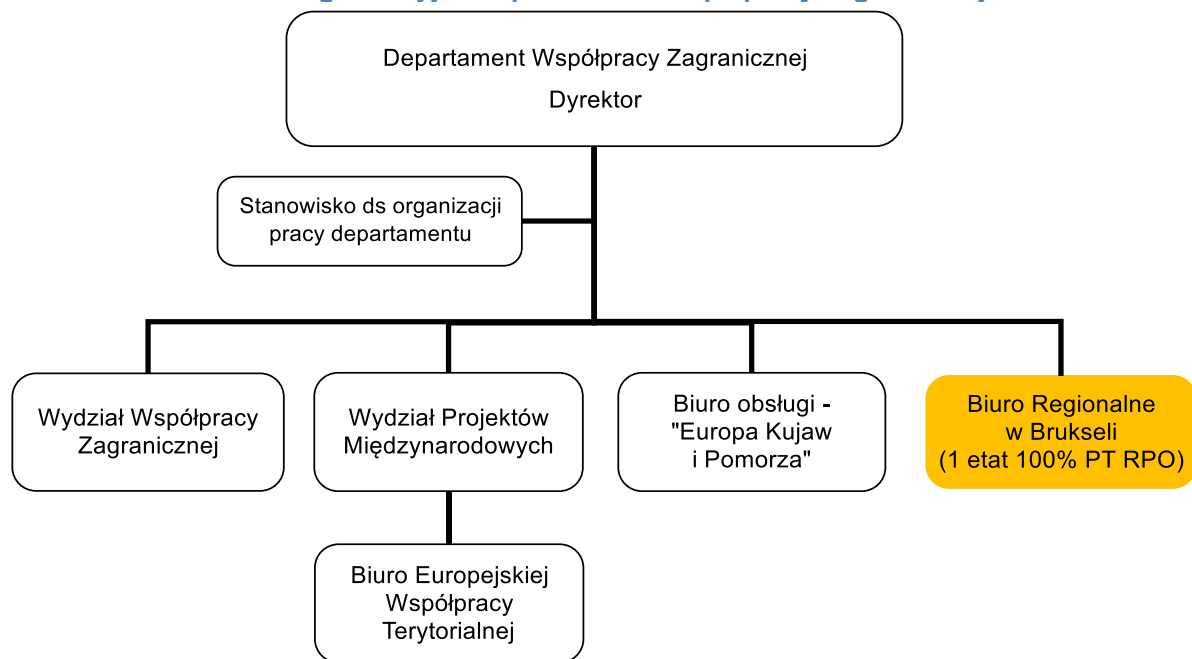 Departament Współpracy Zagranicznej
Dyrektor
Stanowisko ds organizacji
pracy departamentu
Wydział Współpracy
Zagranicznej
Wydział Projektów
Międzynarodowych
Biuro obsługi -
"Europa Kujaw
i Pomorza"
Biuro Regionalne
w Brukseli
(1 etat 100% PT RPO)
Biuro Europejskiej
Współpracy
Terytorialnej